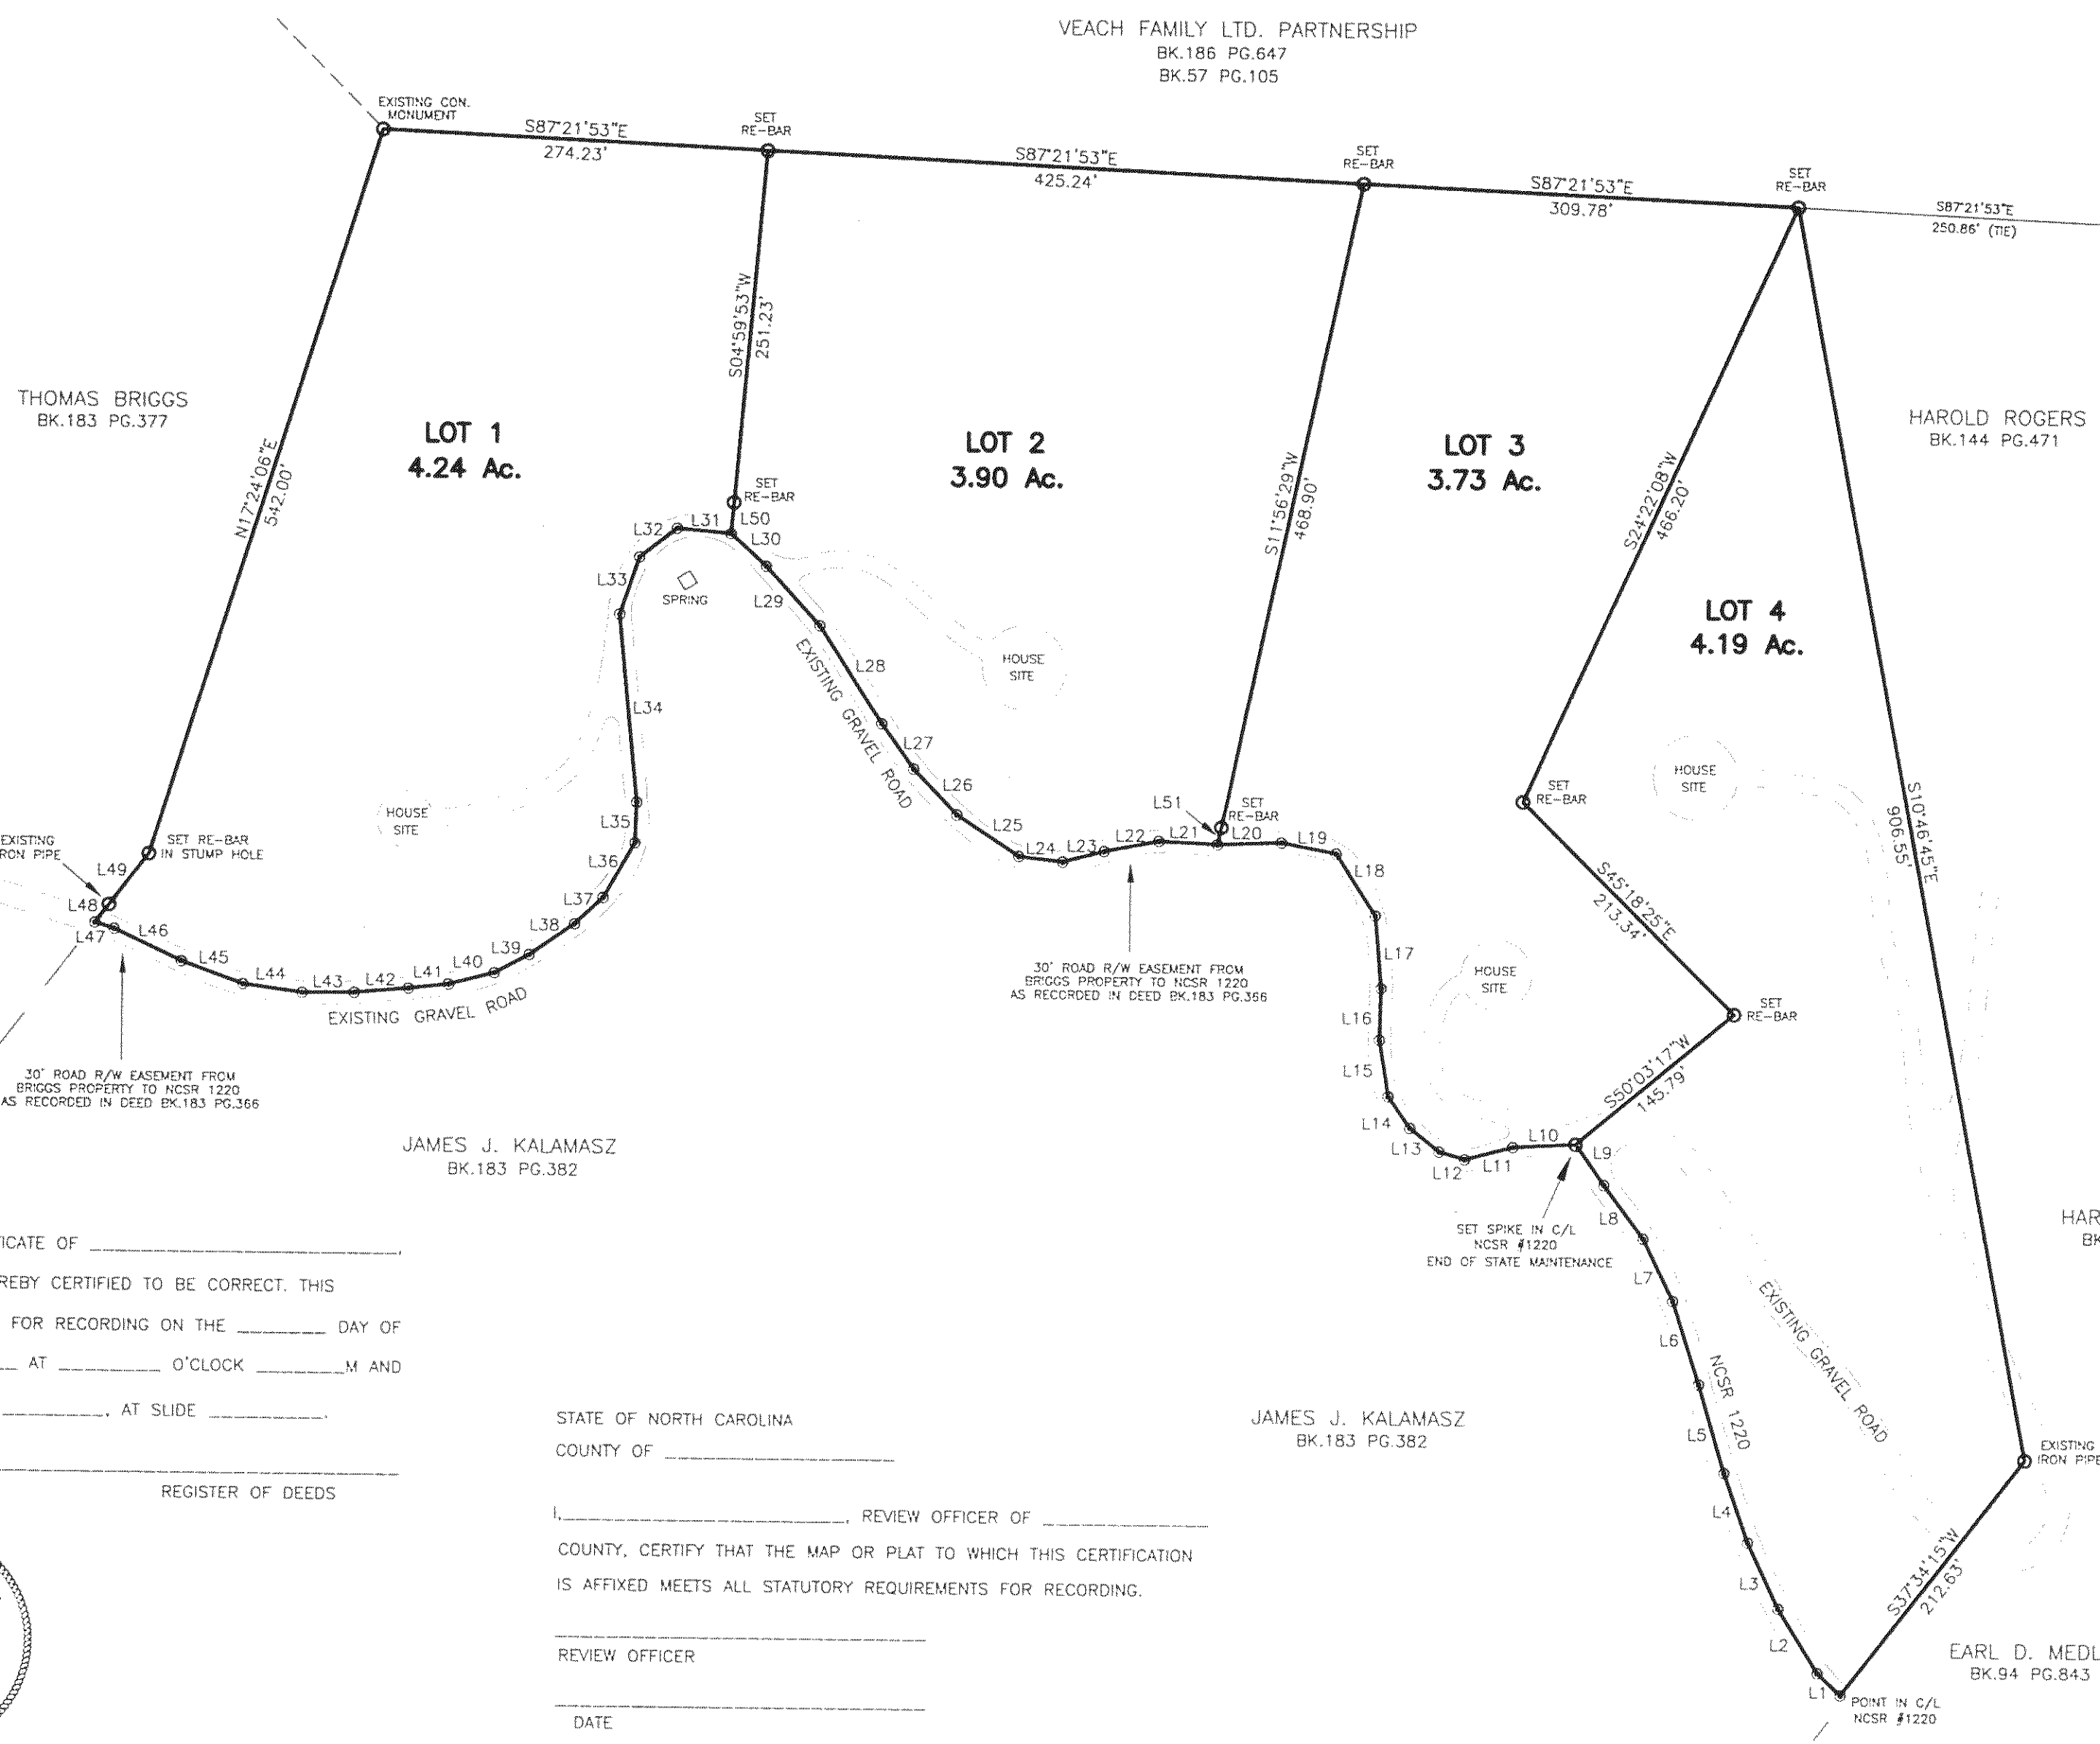 VEACH FAMILY LTD. PARTNERSHIP
BK.186 PG.647
BK.57 PG.105
EXISTING CON.
MONUMENT
S87°21'53"E
274.23'
SET
RE-BAR
S87°21'53"E
425.24'
SET
RE-BAR
S87°21'53"E
309.78'
SET
RE-BAR
S87°21'53"E
250.86' (TIE)
THOMAS BRIGGS
BK.183 PG.377
N17°24'06"E
542.00'
LOT 1
4.24 Ac.
S04°59'53"W
251.23'
LOT 2
3.90 Ac.
S11°56'29"W
468.90'
LOT 3
3.73 Ac.
S24°22'08"W
466.20'
HAROLD ROGERS
BK.144 PG.471
LOT 4
4.19 Ac.
S10°46'45"E
906.55'
SET
RE-BAR
L50
L31
L32
L30
L33
SPRING
L29
L28
EXISTING GRAVEL ROAD
HOUSE
SITE
L34
L27
L26
L25
L24
L23
L22
L21
L51
SET
RE-BAR
L20
L19
L18
SET
RE-BAR
HOUSE
SITE
HOUSE
SITE
L35
L36
L37
L38
L39
L40
L41
L42
L43
L44
L45
L46
L47
L48
L49
EXISTING
IRON PIPE
SET RE-BAR
IN STUMP HOLE
EXISTING GRAVEL ROAD
30' ROAD R/W EASEMENT FROM
BRIGGS PROPERTY TO NCSR 1220
AS RECORDED IN DEED BK.183 PG.366
30' ROAD R/W EASEMENT FROM
BRIGGS PROPERTY TO NCSR 1220
AS RECORDED IN DEED BK.183 PG.366
S45°18'25"E
213.34'
L17
HOUSE
SITE
SET
RE-BAR
L16
L15
S50°03'17"W
145.79'
L14
L13
L12
L11
L10
L9
L8
L7
L6
L5
L4
L3
L2
L1
SET SPIKE IN C/L
NCSR #1220
END OF STATE MAINTENANCE
JAMES J. KALAMASZ
BK.183 PG.382
HAR
BK
EXISTING GRAVEL ROAD
NCSR 1220
ICATE OF
REBY CERTIFIED TO BE CORRECT. THIS
FOR RECORDING ON THE DAY OF
AT O'CLOCK M AND
, AT SLIDE .
REGISTER OF DEEDS
STATE OF NORTH CAROLINA
COUNTY OF
I, , REVIEW OFFICER OF
COUNTY, CERTIFY THAT THE MAP OR PLAT TO WHICH THIS CERTIFICATION
IS AFFIXED MEETS ALL STATUTORY REQUIREMENTS FOR RECORDING.
REVIEW OFFICER
DATE
JAMES J. KALAMASZ
BK.183 PG.382
EXISTING
IRON PIPE
S37°34'15"W
212.63'
EARL D. MEDL
BK.94 PG.843
POINT IN C/L
NCSR #1220